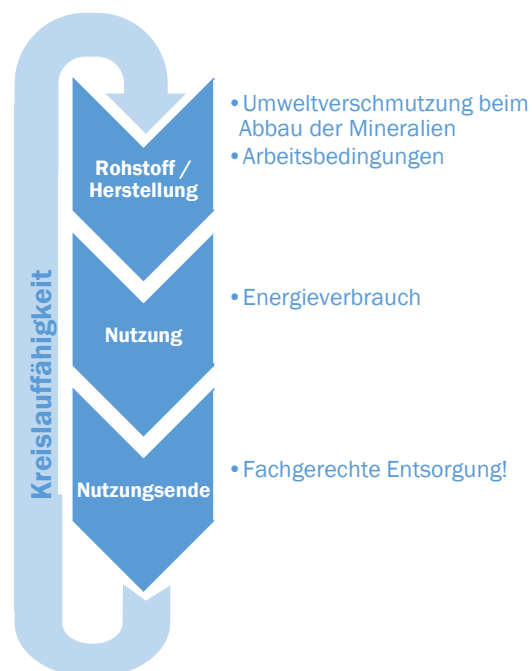 • Umweltverschmutzung beim
Abbau der Mineralien
• Arbeitsbedingungen
Rohstoff /
Herstellung
• Energieverbrauch
Nutzung
• Fachgerechte Entsorgung!
Nutzungsende
Kreislauffähigkeit